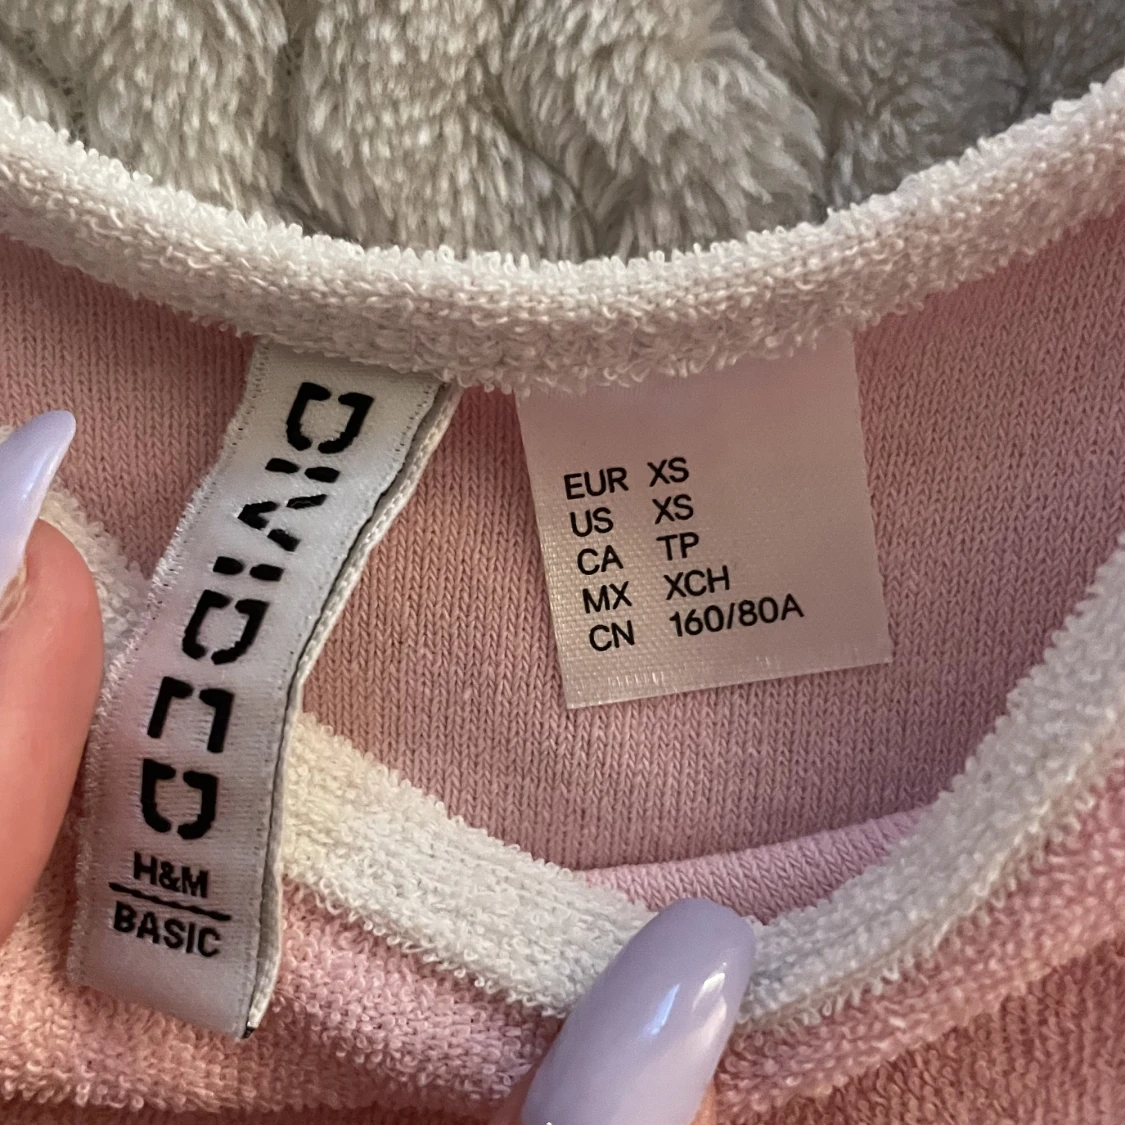 DIVIDED
H&M
BASIC
EUR XS
US XS
CA TP
MX XCH
CN 160/80A